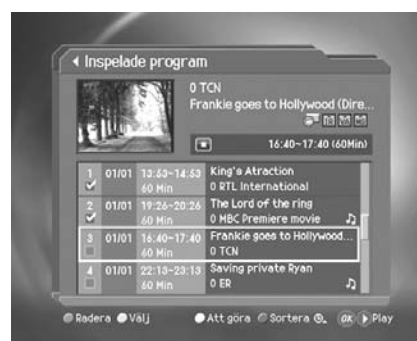 Inspelade program
0 TCN
Frankie goes to Hollywood (Dire...
16:40~17:40 (60Min)
1 01/01 13:53~14:53 King's Atraction
60 Min 0 RTL International
2 01/01 19:26~20:26 The Lord of the ring
60 Min 0 MBC Premiere movie
3 01/01 16:40~17:40 Frankie goes to Hollywood...
60 Min 0 TCN
4 01/01 22:13~23:13 Saving private Ryan
60 Min 0 ER
Radera Välj Att göra Sortera OK Play